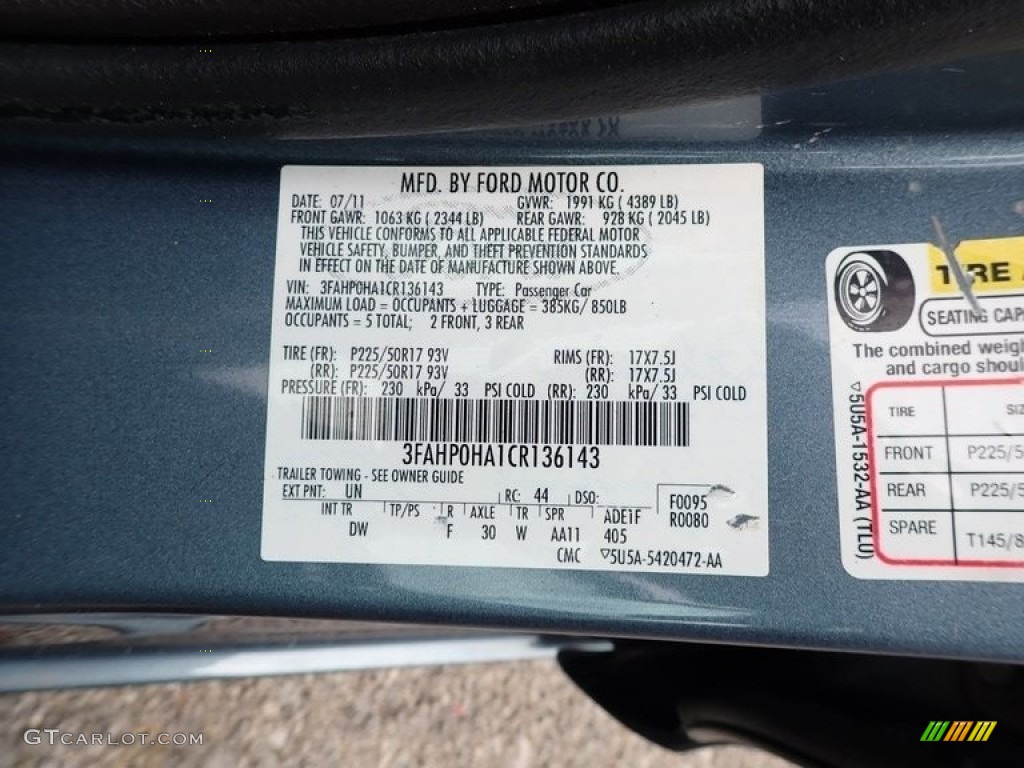 MFD. BY FORD MOTOR CO.
DATE: 07/11 GVWR: 1991 KG ( 4389 LB)
FRONT GAWR: 1063 KG ( 2344 LB) REAR GAWR: 928 KG ( 2045 LB)
THIS VEHICLE CONFORMS TO ALL APPLICABLE FEDERAL MOTOR
VEHICLE SAFETY, BUMPER, AND THEFT PREVENTION STANDARDS
IN EFFECT ON THE DATE OF MANUFACTURE SHOWN ABOVE.
VIN: 3FAHP0HA1CR136143 TYPE: Passenger Car
MAXIMUM LOAD = OCCUPANTS + LUGGAGE = 385KG/ 850LB
OCCUPANTS = 5 TOTAL; 2 FRONT, 3 REAR
TIRE (FR): P225/50R17 93V RIMS (FR): 17X7.5J
(RR): P225/50R17 93V (RR): 17X7.5J
PRESSURE (FR): 230 kPa/ 33 PSI COLD (RR): 230 kPa/ 33 PSI COLD
3FAHP0HA1CR136143
TRAILER TOWING - SEE OWNER GUIDE
EXT PNT: UN RC: 44 DSO: F0095
R0080
INT TR TP/PS R AXLE TR SPR ADE1F
DW F 30 W AA11 405
CMC ▽5U5A-5420472-AA
TIRE
SEATING
The combined
and cargo
▽5U5A-1532-AA (TLU)
TIRE
FRONT P225/5
REAR P225/5
SPARE T145/8
GTCARLOT.COM